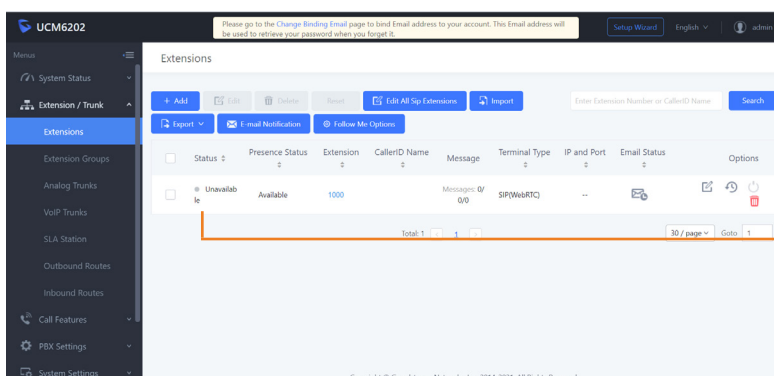 UCM6202
Please go to the Change Binding Email page to bind Email address to your account. This Email address will
be used to retrieve your password when you forget it.
Setup Wizard
English
admin
Menus
System Status
Extension / Trunk
Extensions
Extension Groups
Analog Trunks
VoIP Trunks
SLA Station
Outbound Routes
Inbound Routes
Call Features
PBX Settings
System Settings
Extensions
+ Add
Edit
Delete
Reset
Edit All Sip Extensions
Import
Enter Extension Number or CallerID Name
Search
Export
E-mail Notification
Follow Me Options
Status
Presence Status
Extension
CallerID Name
Message
Terminal Type
IP and Port
Email Status
Options
Unavailab
le
Available
1000
Messages: 0/
0/0
SIP(WebRTC)
--
Total: 1
1
30 / page
Goto
1